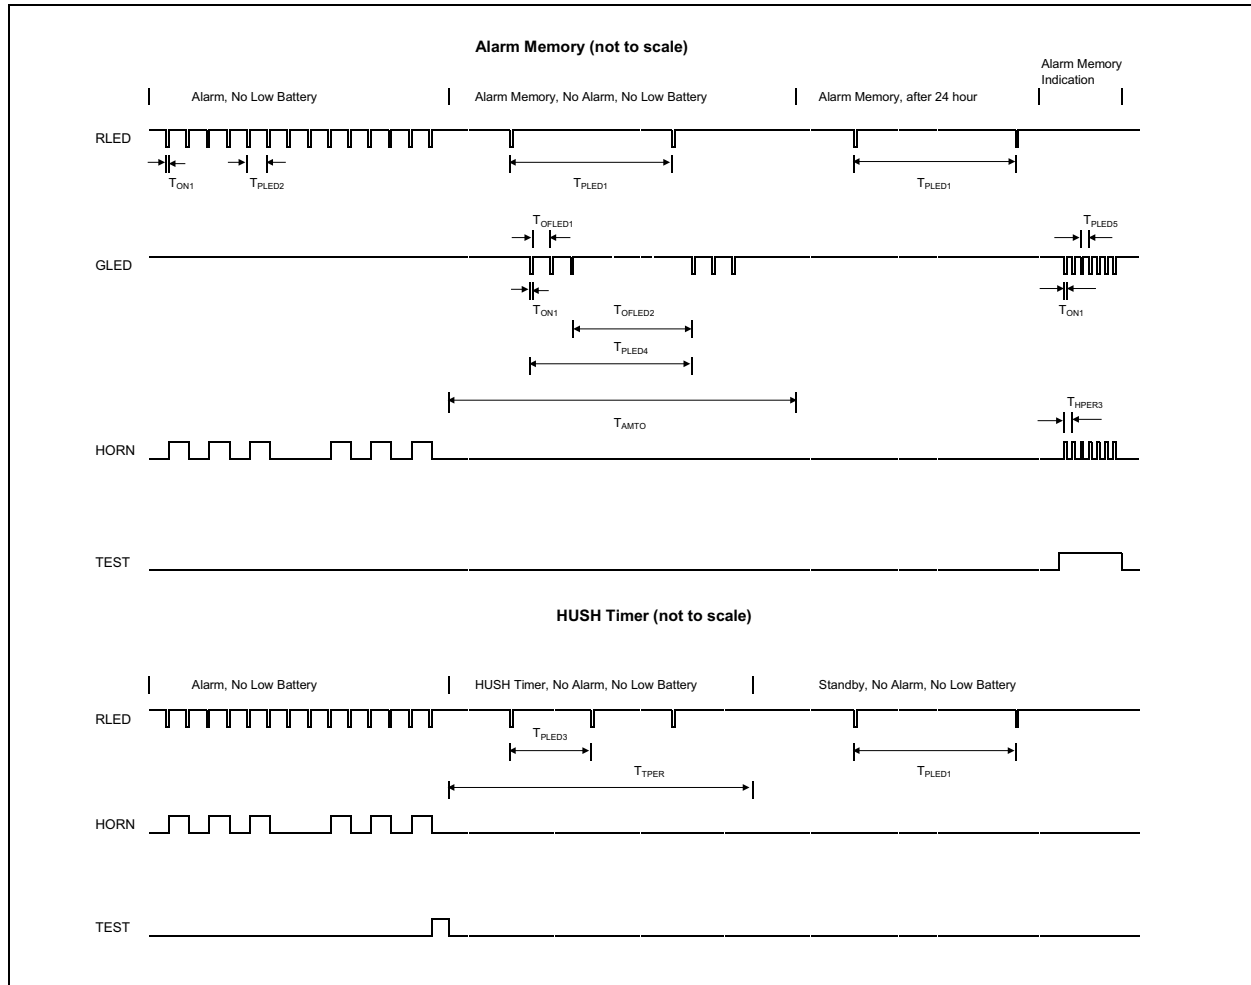 Alarm Memory (not to scale)
Alarm Memory
Indication
Alarm, No Low Battery
Alarm Memory, No Alarm, No Low Battery
Alarm Memory, after 24 hour
RLED
TON1
TPLED2
TPLED1
TPLED1
TOFLED1
TPLED5
GLED
TON1
TOFLED2
TON1
TPLED4
THPER3
TAMTO
HORN
TEST
HUSH Timer (not to scale)
Alarm, No Low Battery
HUSH Timer, No Alarm, No Low Battery
Standby, No Alarm, No Low Battery
RLED
TPLED3
TTPER
TPLED1
HORN
TEST